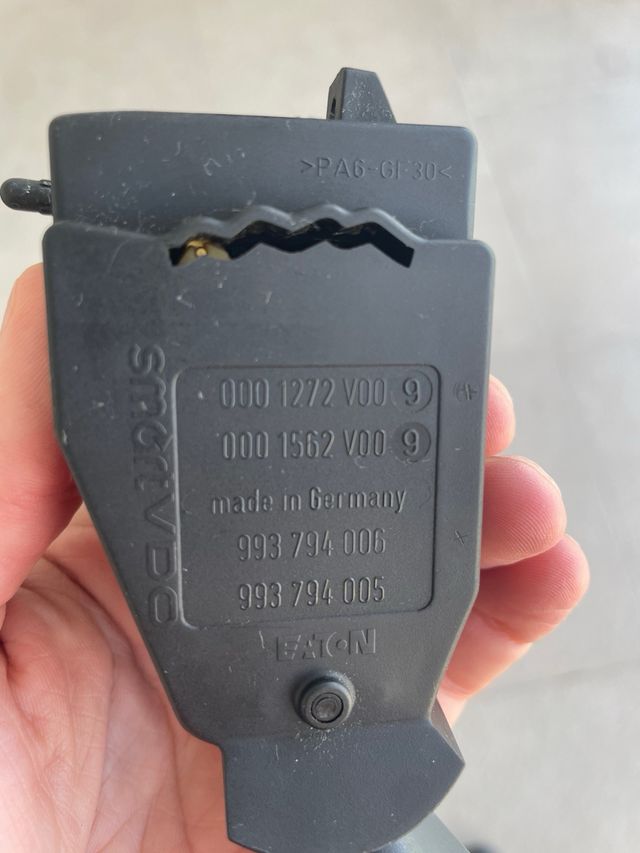 >PA6-GF30<
smart VDO
000 1272 V00 9
000 1562 V00 9
made in Germany
993 794 006
993 794 005
EATON